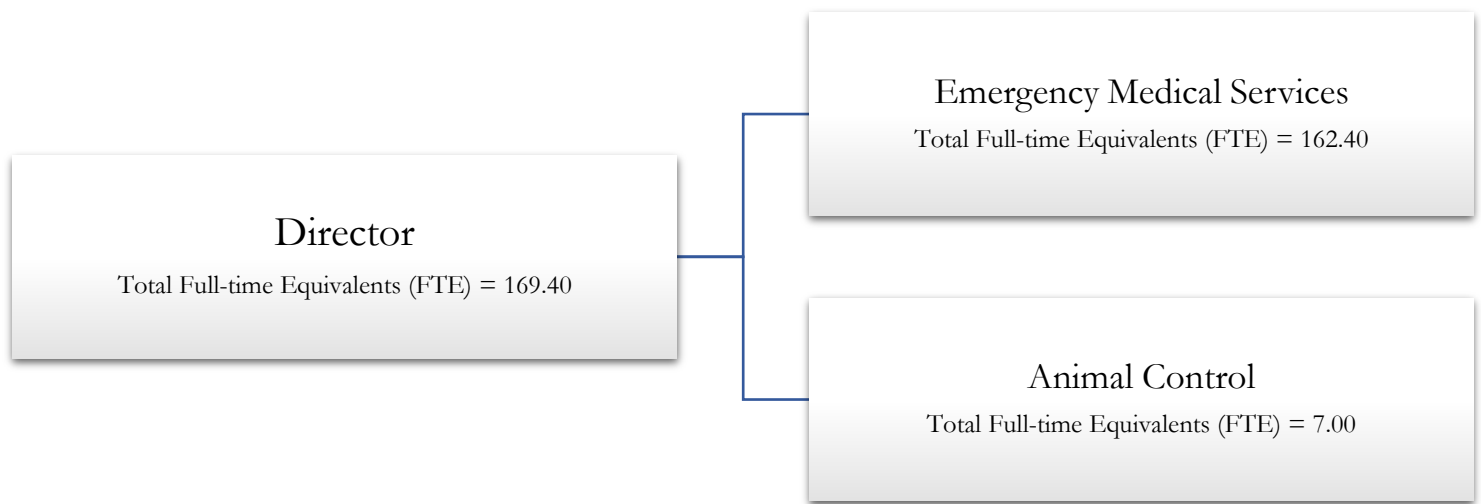 Director
Total Full-time Equivalents (FTE) = 169.40
Emergency Medical Services
Total Full-time Equivalents (FTE) = 162.40
Animal Control
Total Full-time Equivalents (FTE) = 7.00